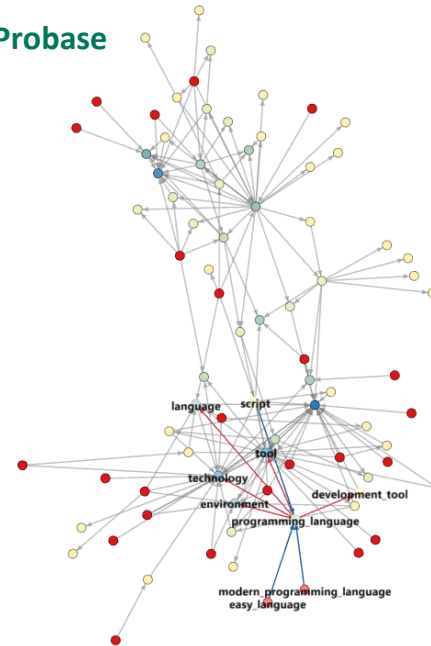 Probase
language
script
tool
technology
development_tool
environment
programming_language
modern_programming_language
easy_language